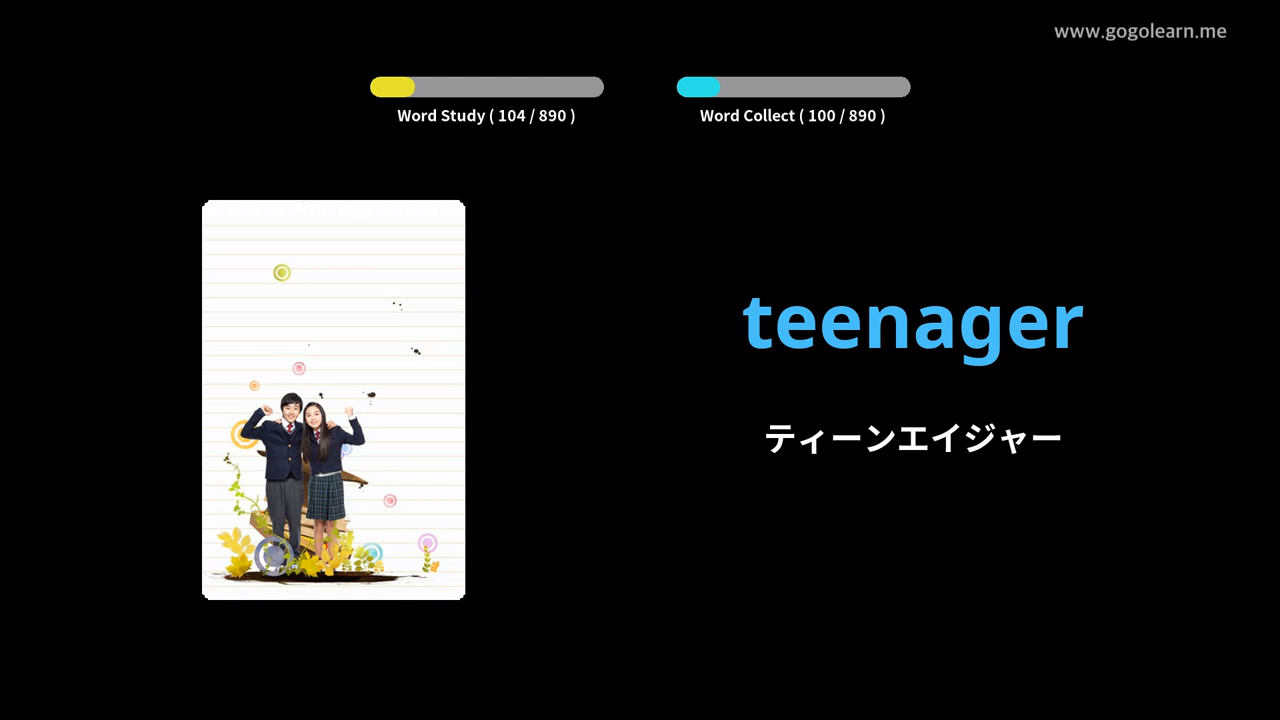 www.gogolearn.me
Word Study ( 104 / 890 )
Word Collect ( 100 / 890 )
teenager
ティーンエイジャー